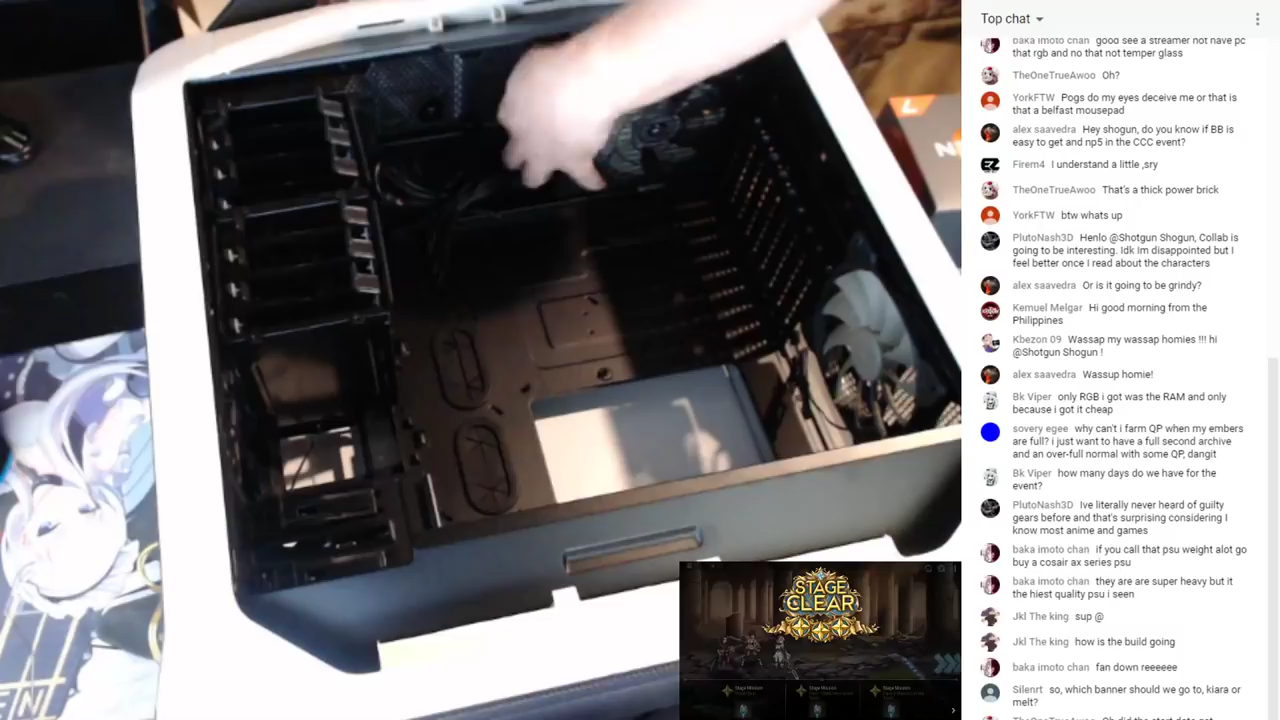 Top chat
baka imoto chan good see a streamer not have pc
that rgb and no that not temper glass
TheOneTrueAwoo Oh?
YorkFTW Pogs do my eyes deceive me or that is
that a belfast mousepad
alex saavedra Hey shogun, do you know if BB is
easy to get and np5 in the CCC event?
Firem4 I understand a little ,sry
TheOneTrueAwoo That's a thick power brick
YorkFTW btw whats up
PlutoNash3D Henlo @Shotgun Shogun, Collab is
going to be interesting. Idk Im disappointed but I
feel better once I read about the characters
alex saavedra Or is it going to be grindy?
Kemuel Melgar Hi good morning from the
Philippines
Kbezon 09 Wassap my wassap homies !!! hi
@Shotgun Shogun !
alex saavedra Wassup homie!
Bk Viper only RGB i got was the RAM and only
because i got it cheap
sovery egee why can't i farm QP when my embers
are full? i just want to have a full second archive
and an over-full normal with some QP, dangit
Bk Viper how many days do we have for the
event?
PlutoNash3D Ive literally never heard of guilty
gears before and that's surprising considering I
know most anime and games
baka imoto chan if you call that psu weight alot go
buy a cosair ax series psu
baka imoto chan they are are super heavy but it
the hiest quality psu i seen
Jkl The king sup @
Jkl The king how is the build going
baka imoto chan fan down reeeeee
Silenrt so, which banner should we go to, kiara or
melt?
STAGE
CLEAR
Stage Mission
Stage Mission
Stage Mission